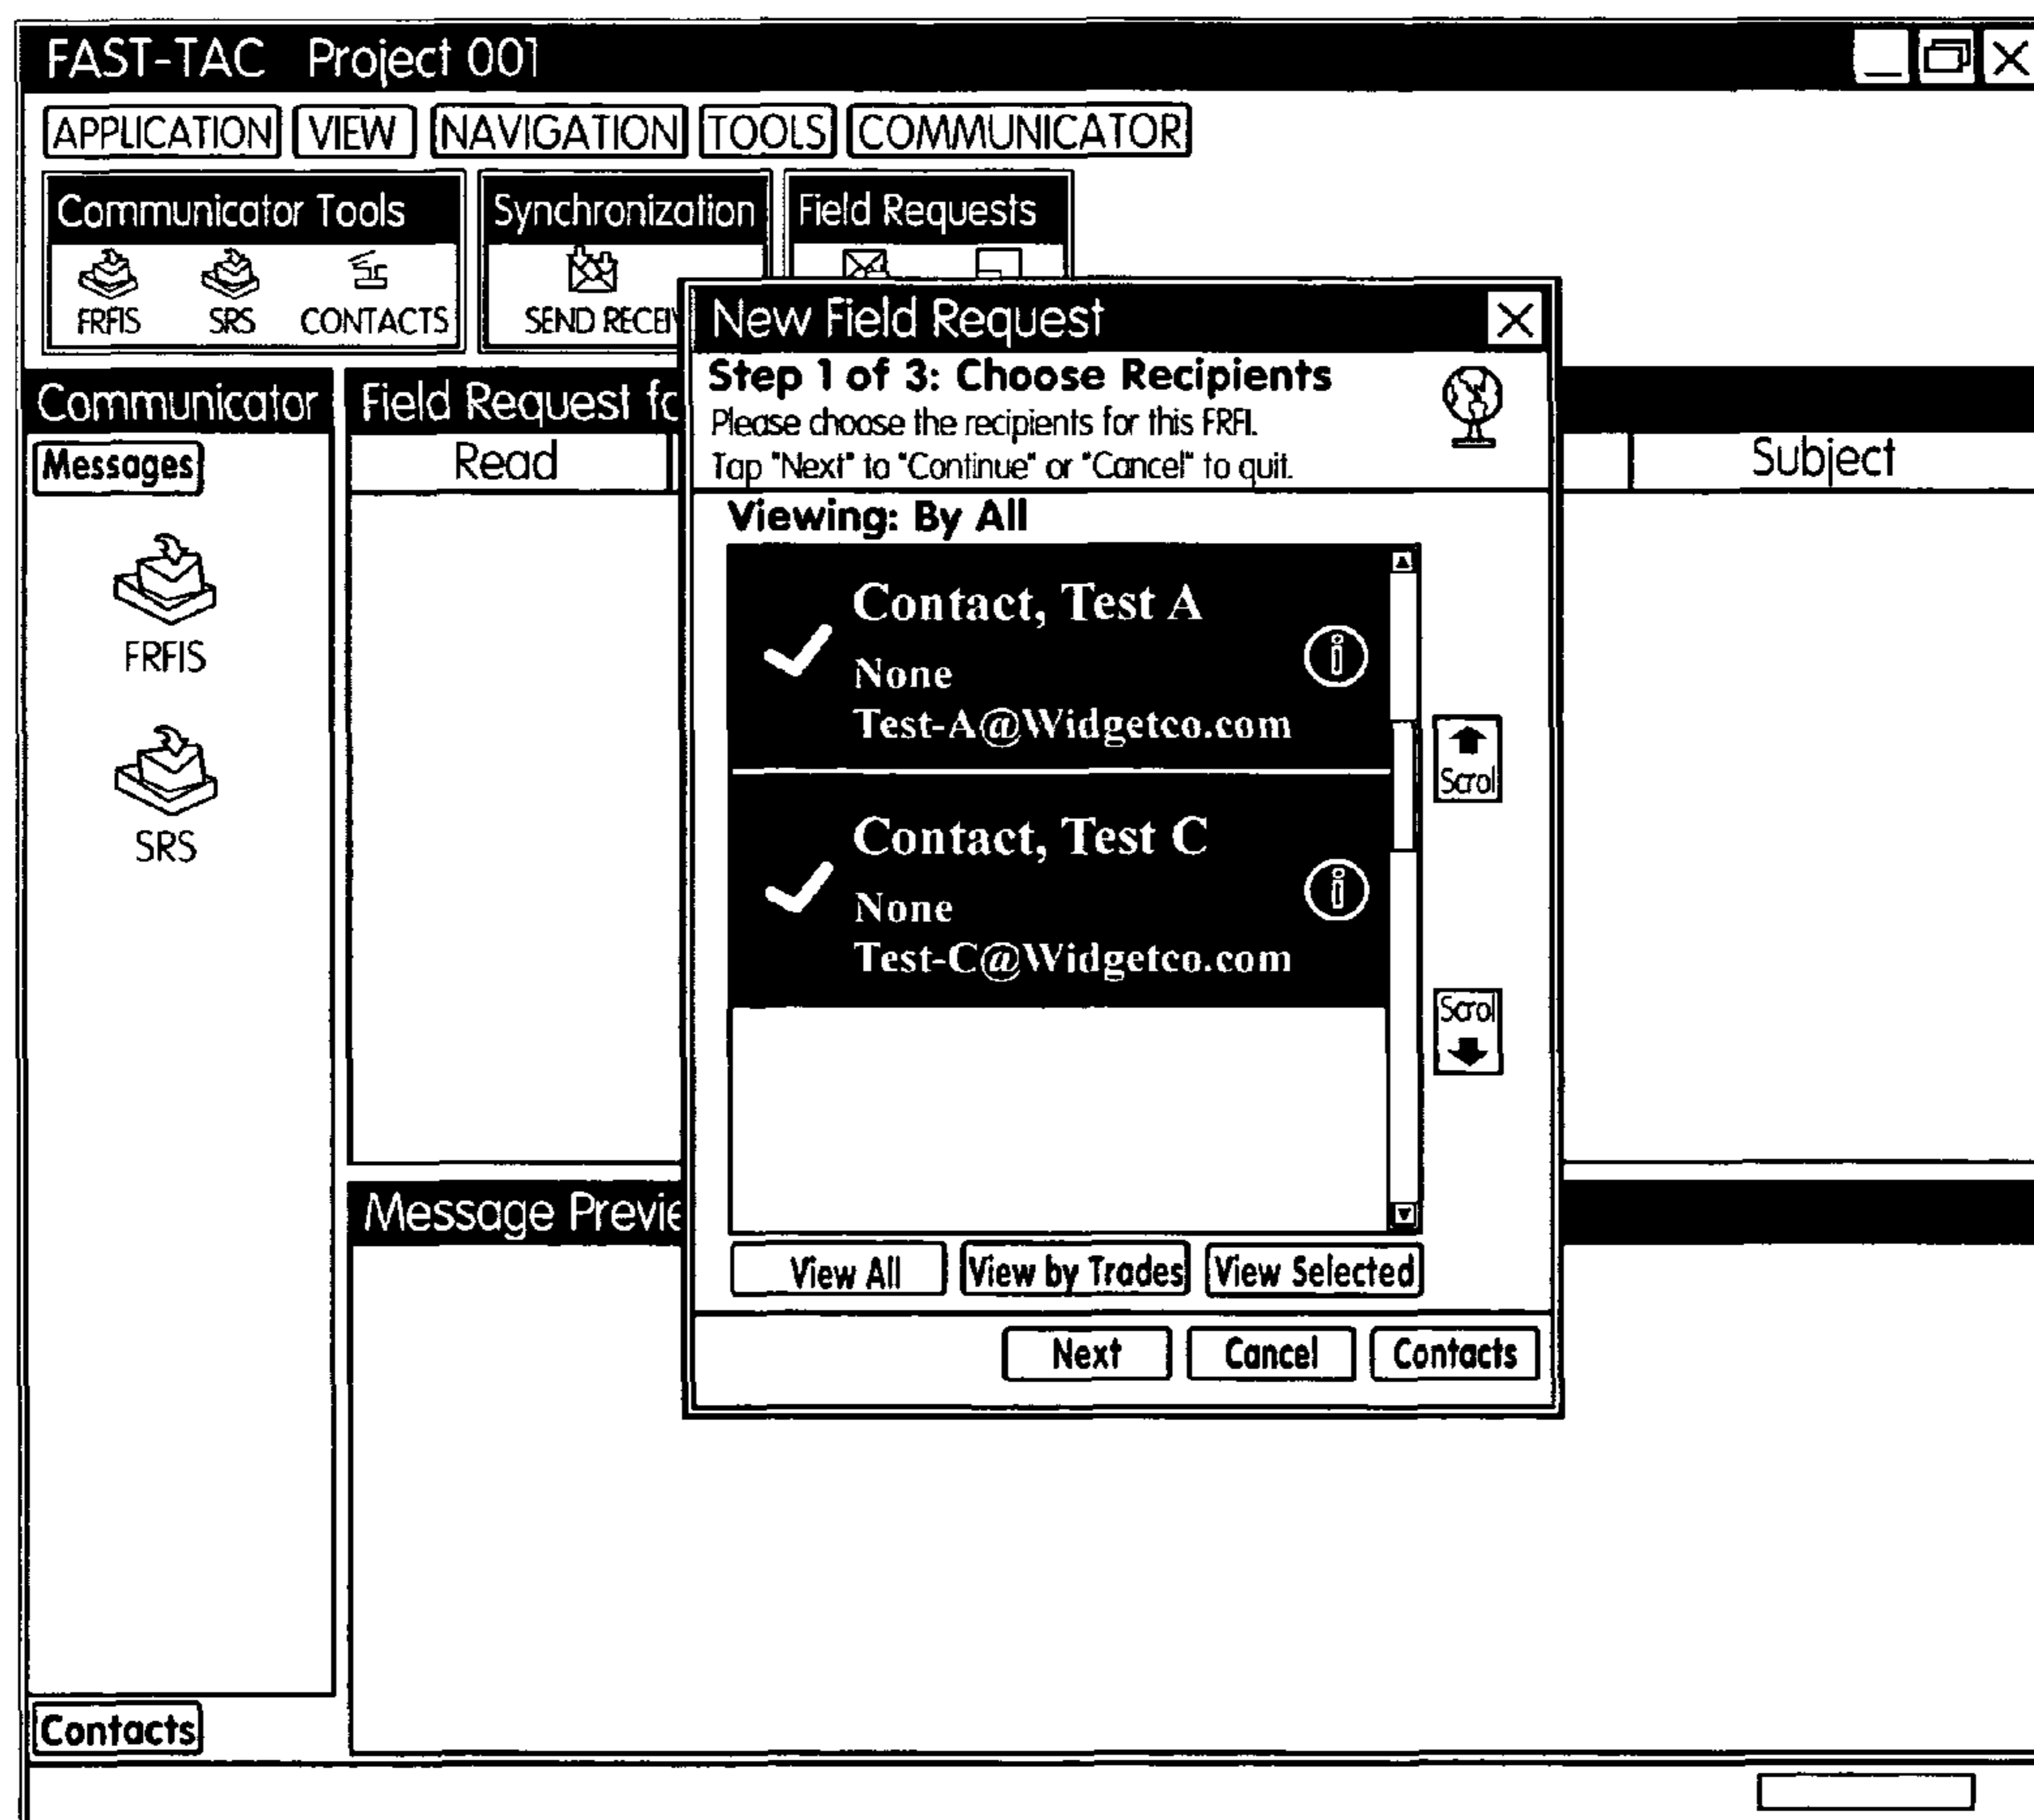 FAST-TAC Project 001
APPLICATION VIEW NAVIGATION TOOLS COMMUNICATOR
Communicator Tools Synchronization Field Requests
FRFIS SRS CONTACTS SEND RECEI
New Field Request
Step 1 of 3: Choose Recipients
Please choose the recipients for this FRFI.
Tap "Next" to "Continue" or "Cancel" to quit.
Communicator Field Request fo
Messages Read Subject
Viewing: By All
Contact, Test A
None
Test-A@Widgetco.com
FRFIS
Scrol
Contact, Test C
None
Test-C@Widgetco.com
SRS
Scrol
Message Previe
View All View by Trades View Selected
Next Cancel Contacts
Contacts